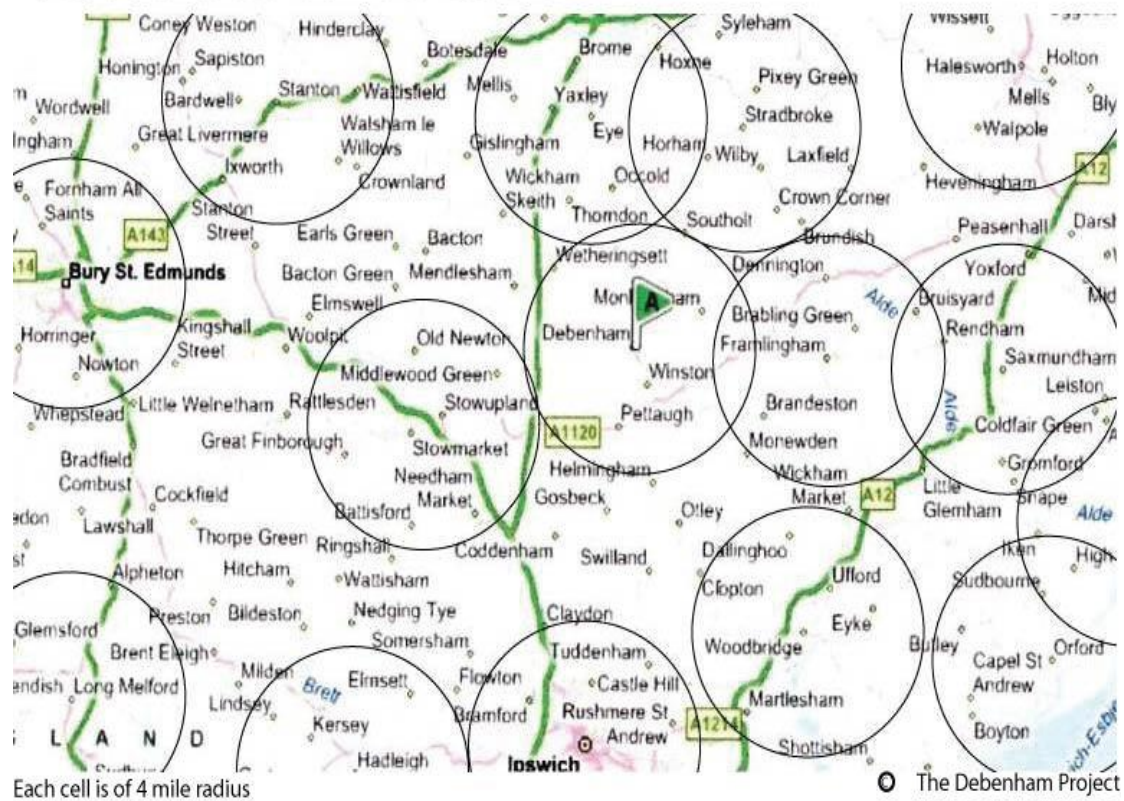 Coney Weston
Hinderclay
Syleham
Wissett
Botesdale
Brome
Hoxne
Honington
Sapiston
Halesworth
Holton
Mellis
Pixey Green
Wordwell
Bardwell
Stanton
Wattisfield
Yaxley
Mells
Stradbroke
Great Livermere
Walsham le
Willows
Eye
Walpole
Ingham
Gislingham
Horham
Wilby
Laxfield
Ixworth
A12
Fornham All
Saints
Crownland
Wickham
Skeith
Occold
Heveningham
Stanton
Street
Thorndon
Southolt
Crown Corner
Peasenhall
A143
Earls Green
Bacton
Brundish
Wetheringsett
Yoxford
Bury St. Edmunds
Bacton Green
Mendlesham
Dennington
Elmswell
A
Alde
Bruisyard
Brabling Green
Horringer
Kingshall
Street
Woolpit
Old Newton
Debenham
Framlingham
Rendham
Nowton
Middlewood Green
Winston
Saxmundham
Leiston
Whepstead
Little Welnetham
Rattlesden
Stowupland
Pettaugh
Brandeston
Alde
Coldfair Green
A1120
Great Finborough
Stowmarket
Monewden
Bradfield
Combust
Needham
Market
Helmingham
Wickham
Market
A12
Gromford
Cockfield
Gosbeck
Little
Glemham
Snape
Lawshall
Battisford
Otley
Alde
Thorpe Green
Ringshall
Coddenham
Swilland
Dallinghoo
Iken
High
Alpheton
Hitcham
Wattisham
Clopton
Ufford
Sudbourne
Preston
Bildeston
Nedging Tye
Claydon
Glemsford
Somersham
Eyke
Brent Eleigh
Tuddenham
Woodbridge
Butley
Orford
Long Melford
Milden
Brett
Elmsett
Flowton
Castle Hill
Capel St
Andrew
Lindsey
Bramford
Rushmere St
Andrew
A1214
Martlesham
L A N D
Kersey
Boyton
Hadleigh
Ipswich
Shottisham
Each cell is of 4 mile radius
© The Debenham Project